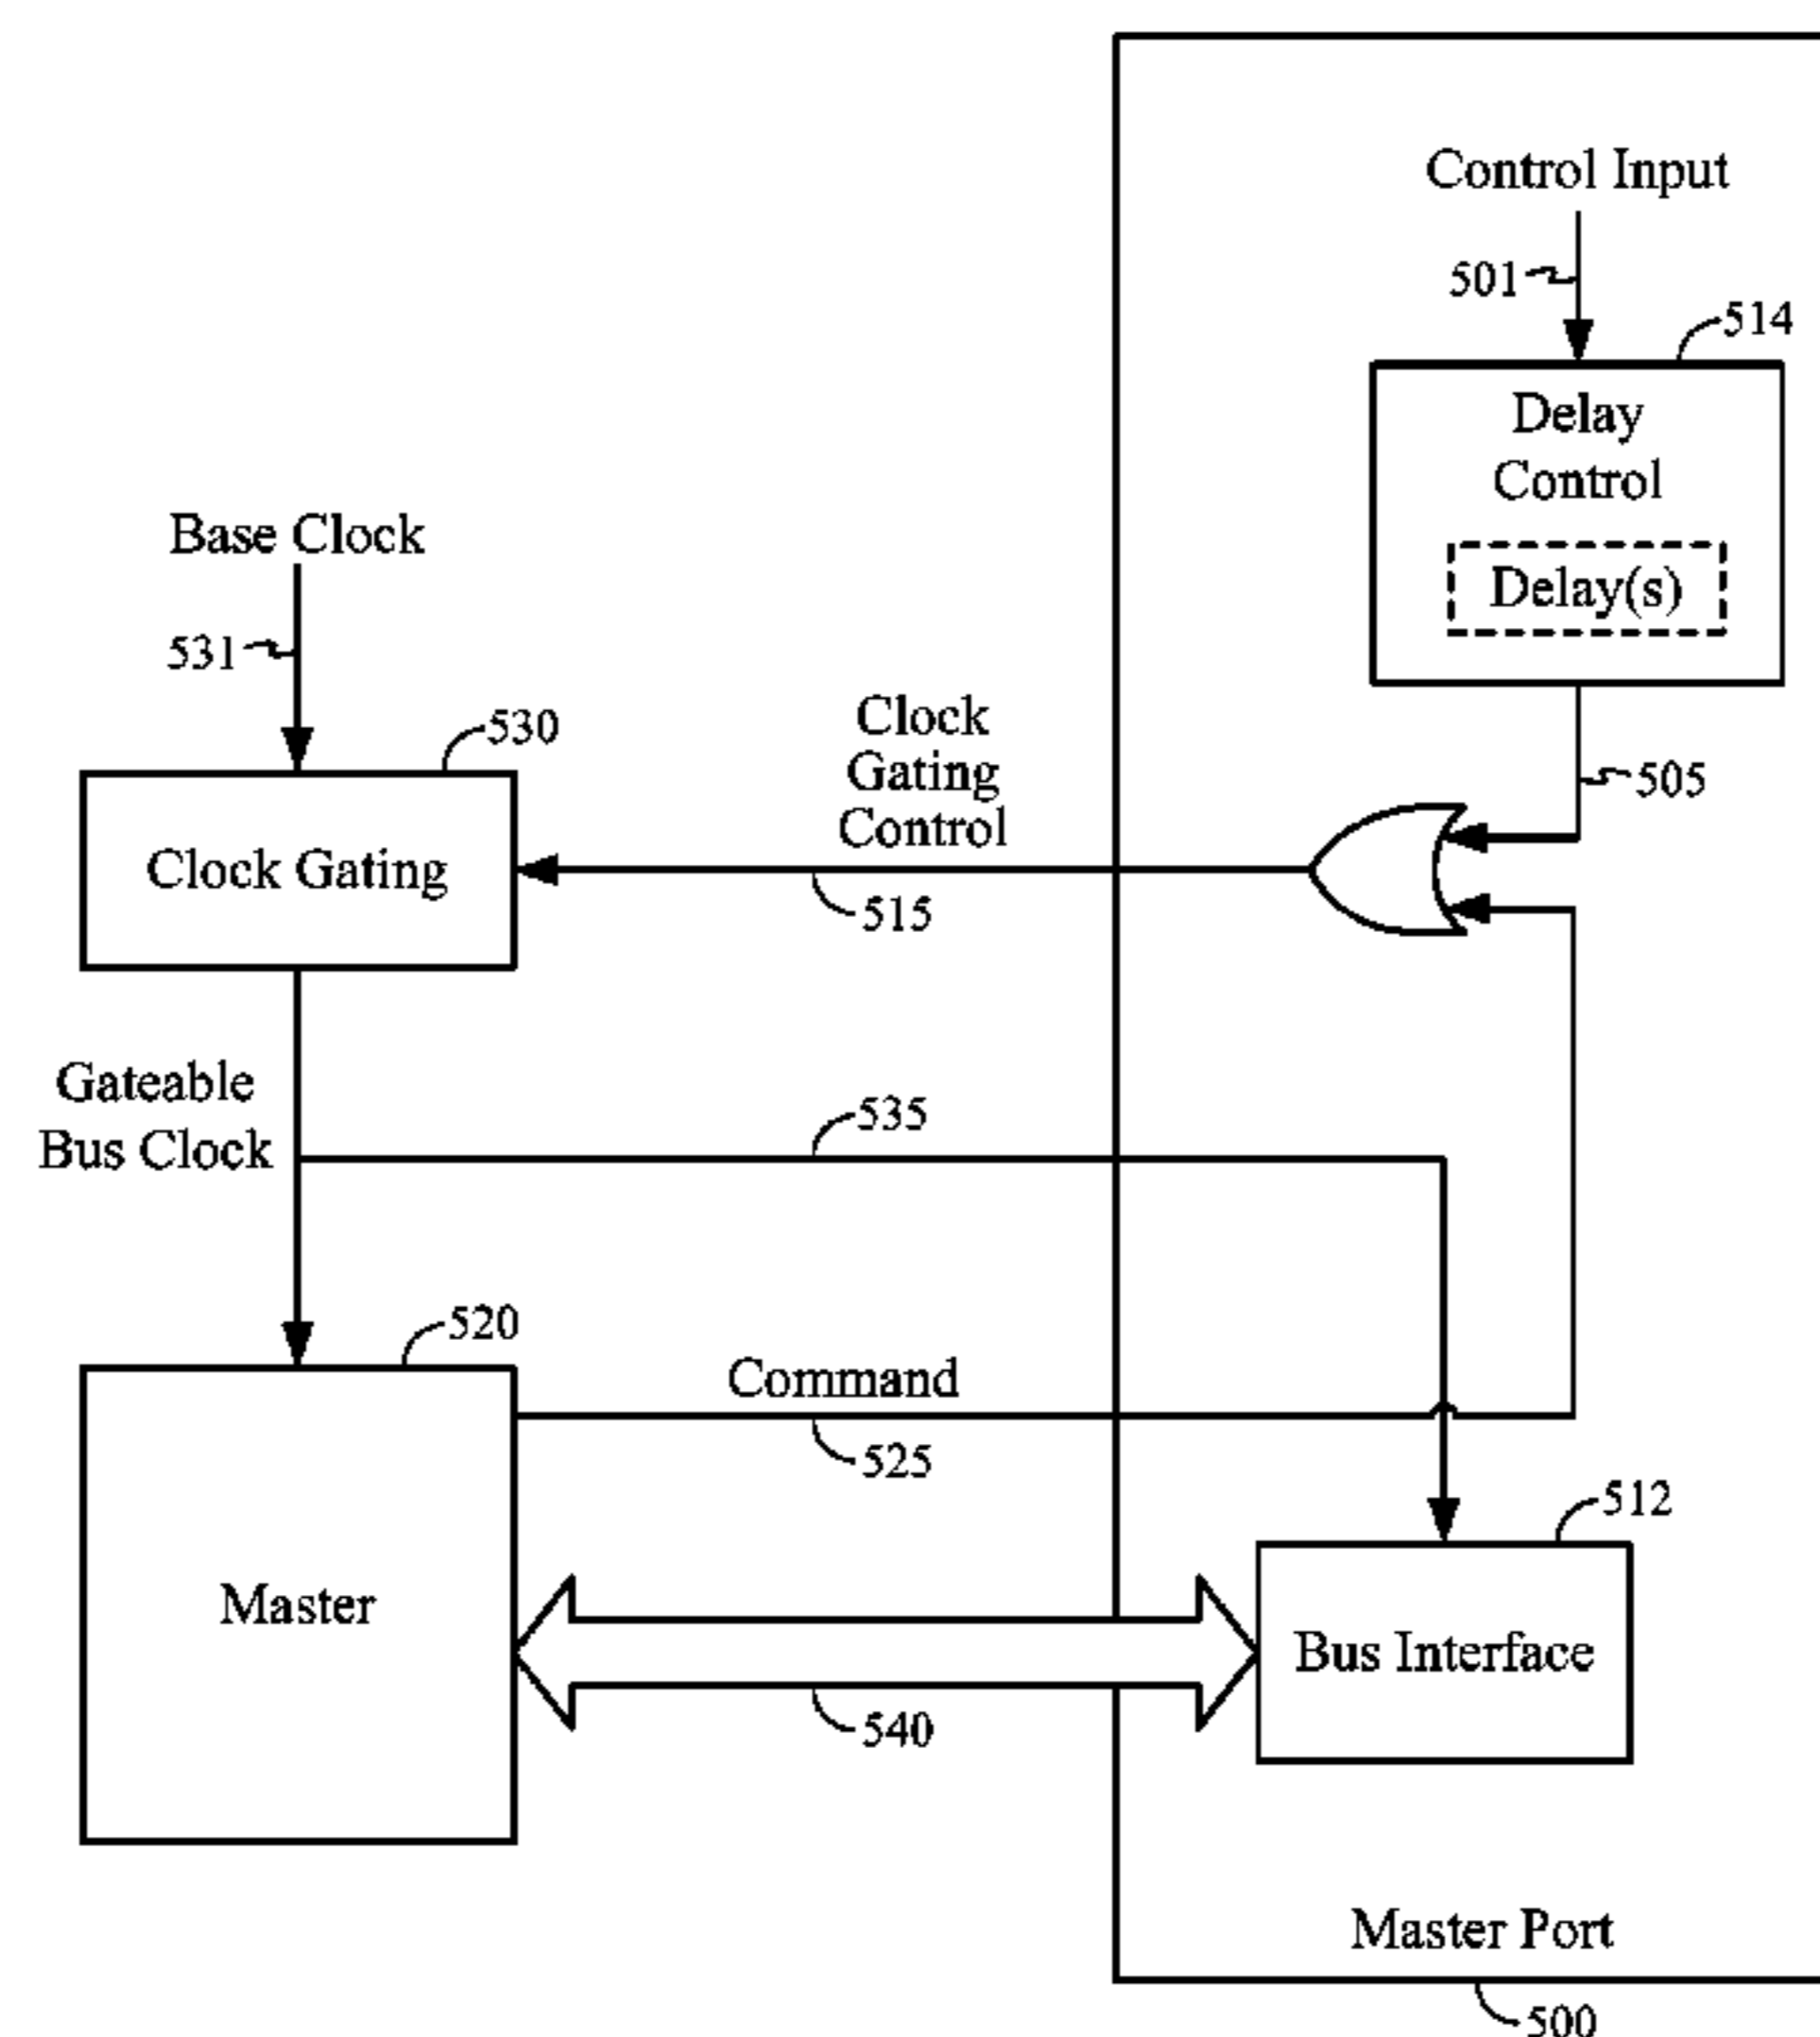 Control Input
501
514
Delay
Control
Delay(s)
Base Clock
531
530
Clock
Gating
Control
505
Clock Gating
515
Gateable
Bus Clock
535
520
Command
525
512
Master
Bus Interface
540
Master Port
500